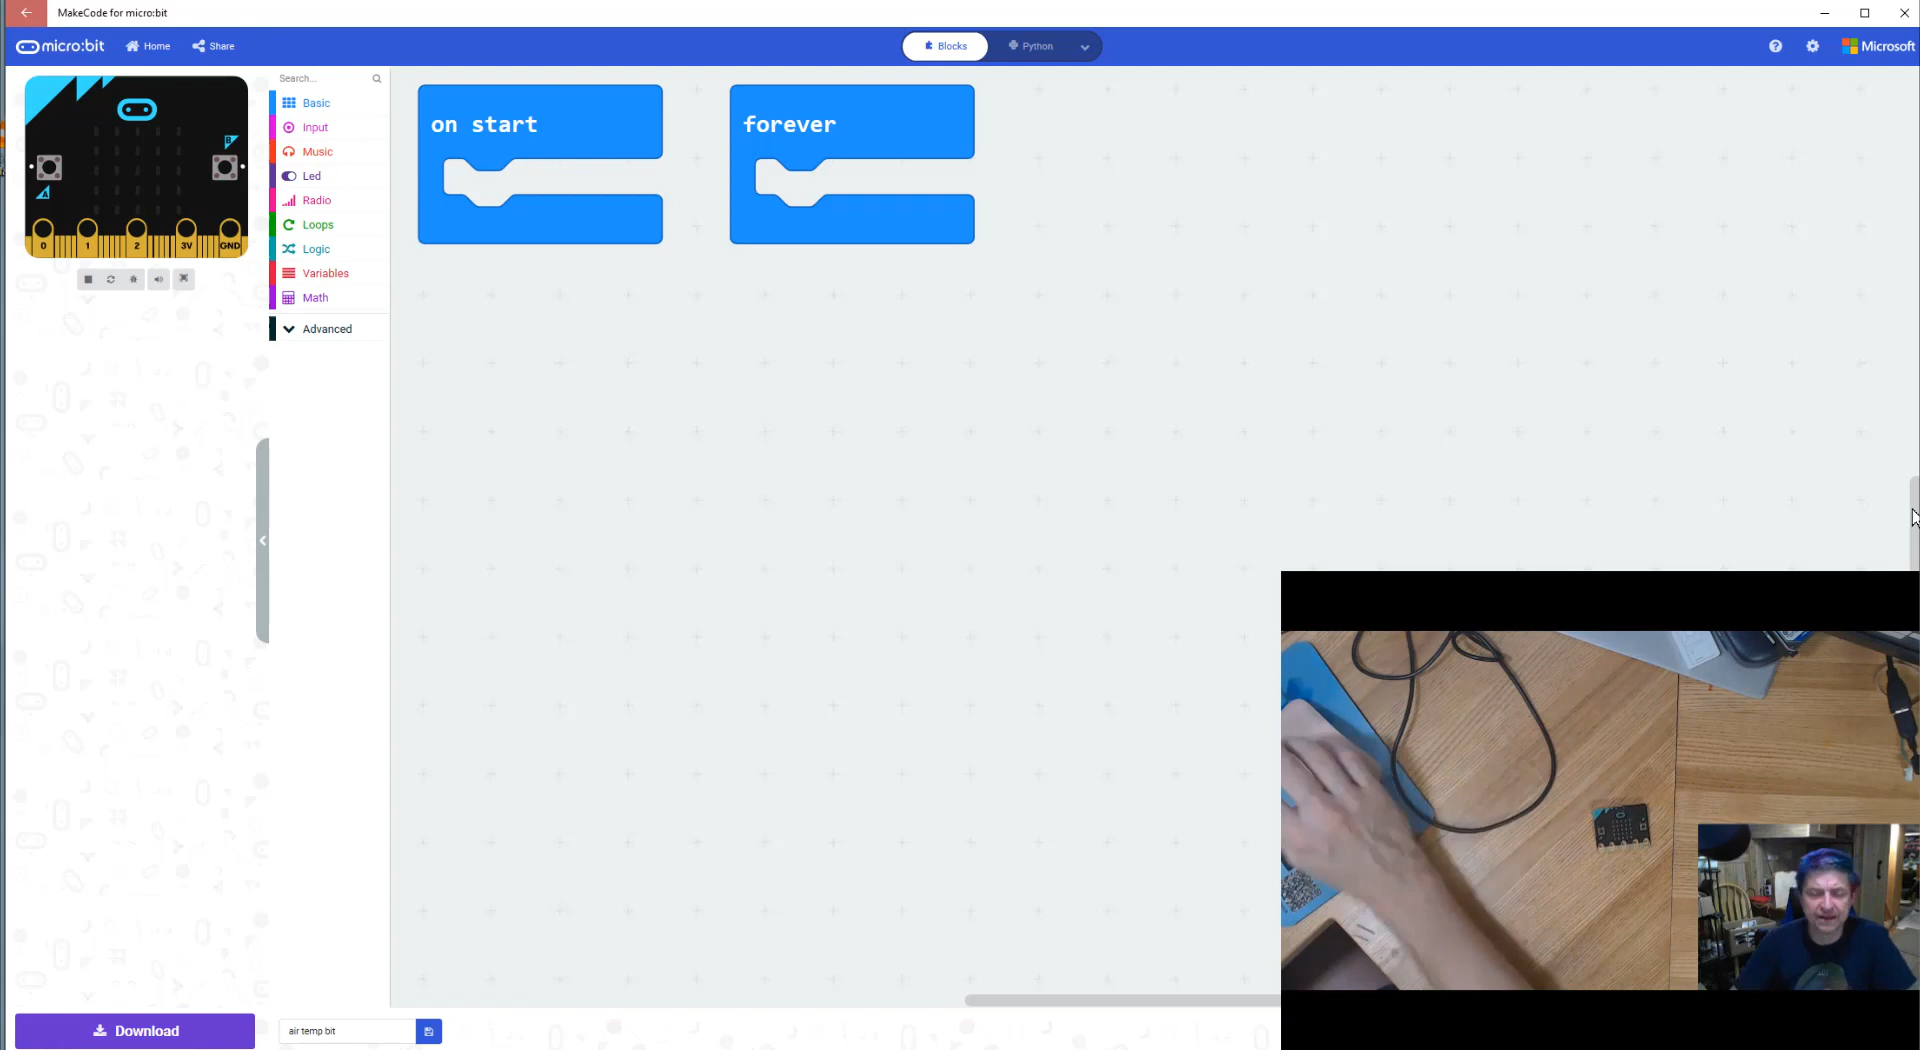 MakeCode for micro:bit
micro:bit
Home
Share
Blocks
Python
Microsoft
Search...
Basic
Input
Music
Led
Radio
Loops
Logic
Variables
Math
Advanced
on start
forever
A
B
0
1
2
3V
GND
Download
air temp bit